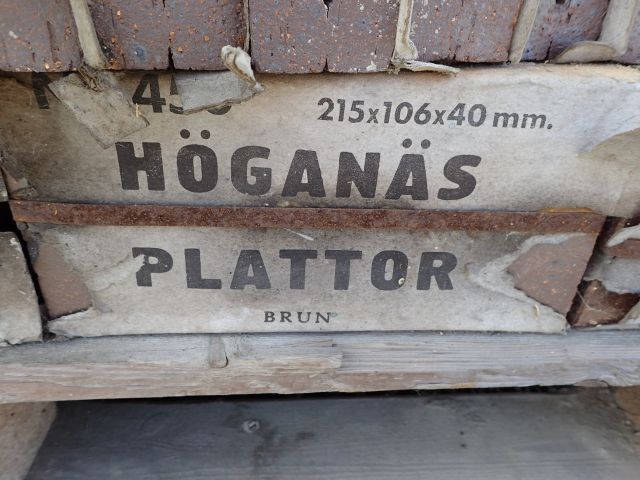 215x106x40 mm.
HÖGANÄS
PLATTOR
BRUN